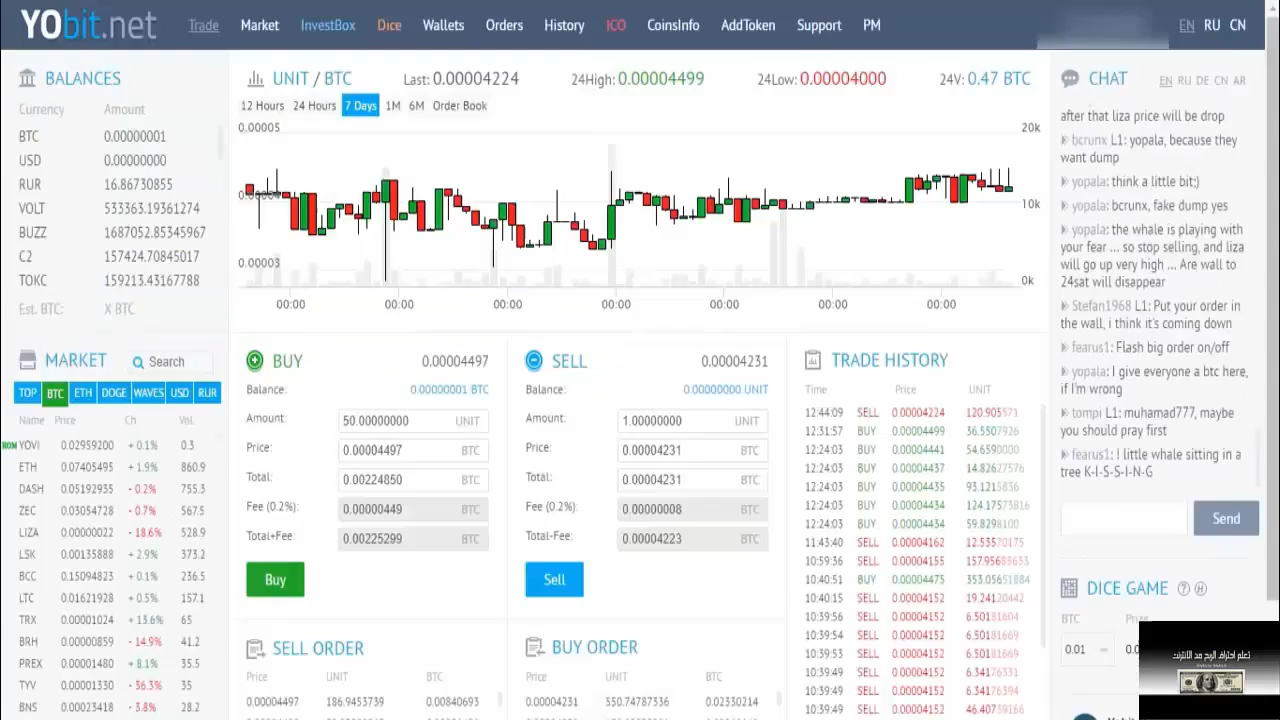 YObit.net
Trade Market InvestBox Dice Wallets Orders History ICO CoinsInfo AddToken Support PM EN RU CN
BALANCES
Currency Amount
BTC 0.00000001
USD 0.00000000
RUR 16.86730855
VOLT 533363.19361274
BUZZ 1687052.85345967
C2 157424.70845017
TOKC 159213.43167788
Est. BTC: X BTC
MARKET Search
TOP BTC ETH DOGE WAVES USD RUR
Name Price Ch Vol.
YOVI 0.02959200 + 0.1% 0.3
ETH 0.07405495 + 1.9% 860.9
DASH 0.05192935 - 0.2% 755.3
ZEC 0.03054728 - 0.7% 567.5
LIZA 0.00000022 - 18.6% 528.9
LSK 0.00135888 + 2.9% 373.2
BCC 0.15094823 + 0.1% 236.5
LTC 0.01621928 + 0.5% 157.1
TRX 0.00001024 + 13.6% 65
BRH 0.00000859 - 14.9% 41.2
PREX 0.00001480 + 8.1% 35.5
TYV 0.00001330 - 36.3% 35
BNS 0.00023418 - 3.8% 28.2
UNIT / BTC Last: 0.00004224 24High: 0.00004499 24Low: 0.00004000 24V: 0.47 BTC
12 Hours 24 Hours 7 Days 1M 6M Order Book
0.00005 20k
0.00004 10k
0.00003 0k
00:00 00:00 00:00 00:00 00:00 00:00 00:00
BUY 0.00004497
Balance: 0.00000001 BTC
Amount: 50.00000000 UNIT
Price: 0.00004497 BTC
Total: 0.00224850 BTC
Fee (0.2%): 0.00000449 BTC
Total+Fee: 0.00225299 BTC
Buy
SELL 0.00004231
Balance: 0.00000000 UNIT
Amount: 1.00000000 UNIT
Price: 0.00004231 BTC
Total: 0.00004231 BTC
Fee (0.2%): 0.00000008 BTC
Total-Fee: 0.00004223 BTC
Sell
SELL ORDER
Price UNIT BTC
0.00004497 186.9453739 0.00840693
BUY ORDER
Price UNIT BTC
0.00004231 550.74787336 0.02330214
TRADE HISTORY
Time Price UNIT
12:44:09 SELL 0.00004224 120.903571
12:31:57 BUY 0.00004499 36.5507926
12:24:03 BUY 0.00004441 54.6590000
12:24:03 BUY 0.00004437 14.82627576
12:24:03 BUY 0.00004435 93.1215836
12:24:03 BUY 0.00004434 124.17573816
12:24:03 BUY 0.00004434 59.8298100
11:43:40 SELL 0.00004162 12.53570175
10:59:36 SELL 0.00004155 157.95683633
10:40:51 BUY 0.00004475 353.05651884
10:40:15 SELL 0.00004152 19.24120442
10:39:56 SELL 0.00004152 6.50181604
10:39:54 SELL 0.00004152 6.50181669
10:39:53 SELL 0.00004152 6.50181669
10:39:49 SELL 0.00004152 6.34176331
10:39:49 SELL 0.00004152 6.34176394
10:39:49 SELL 0.00004152 46.40739166
CHAT EN RU DE CN AR
after that liza price will be drop
bcrunx L1: yopala, because they
want dump
yopala: think a little bit;)
yopala: bcrunx, fake dump yes
yopala: the whale is playing with
your fear ... so stop selling, and liza
will go up very high ... Are wall to
24sat will disappear
Stefan1968 L1: Put your order in
the wall, i think it's coming down
fearus1: Flash big order on/off
yopala: I give everyone a btc here,
if I'm wrong
tompi L1: muhamad777, maybe
you should pray first
fearus1: ! little whale sitting in a
tree K-I-S-S-I-N-G
Send
DICE GAME ? H
BTC
0.01
تعلم احتراف الربح مد الانترنت